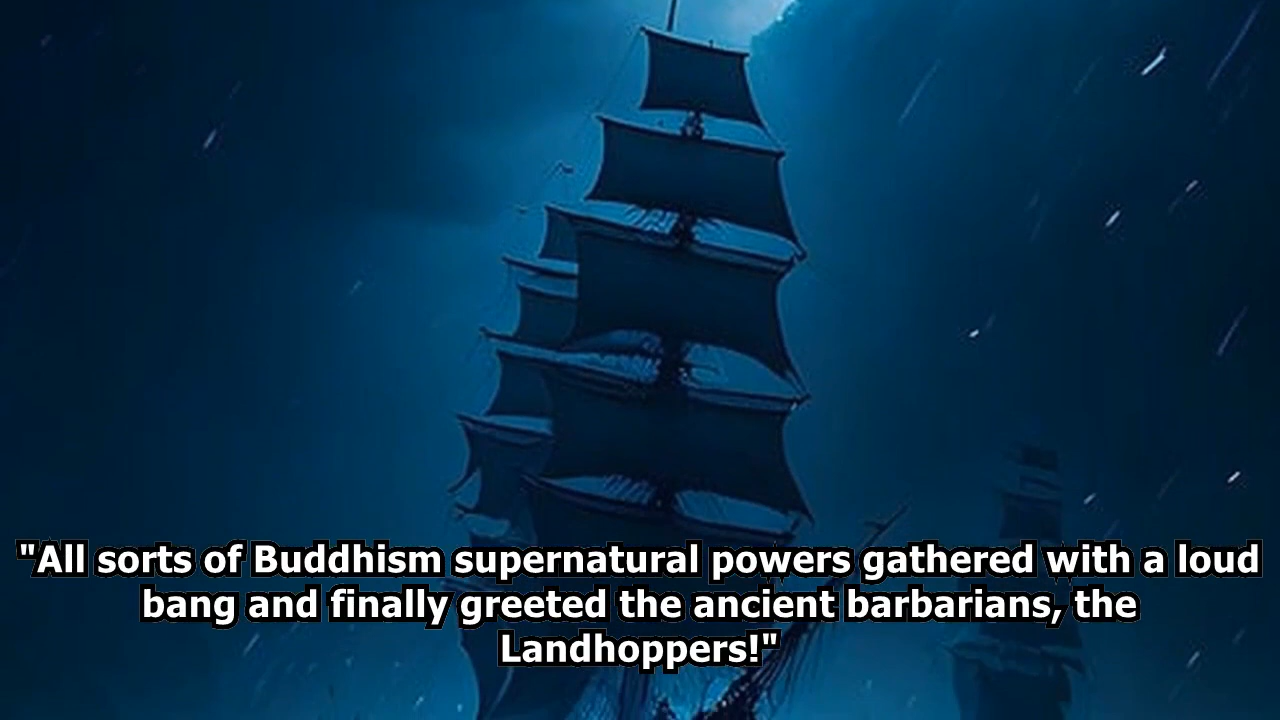 "All sorts of Buddhism supernatural powers gathered with a loud
bang and finally greeted the ancient barbarians, the
Landhoppers!"